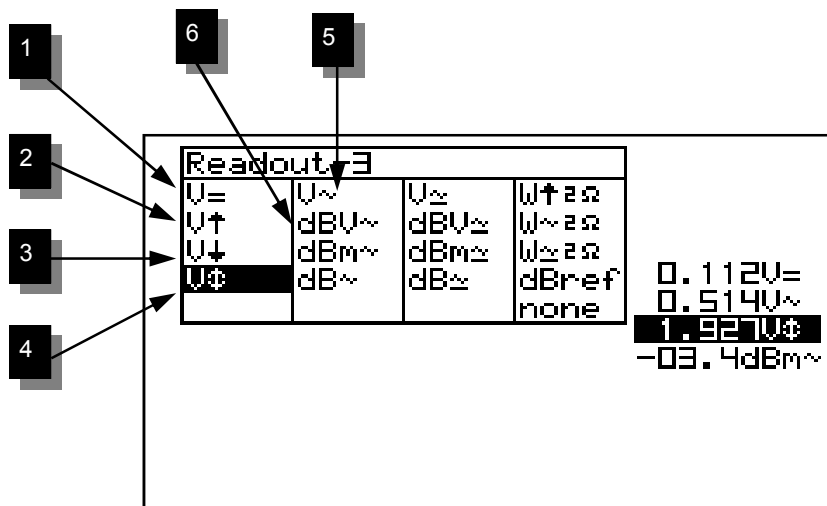 6
5
1
2
3
4
Readout-3
V= V~ V≃ W↑2Ω
V↑ dBV~ dBV≃ W~2Ω
V↓ dBm~ dBm≃ W≃2Ω
V↕ dB~ dB≃ dBref
none
0.112V=
0.514V~
1.927V↕
-03.4dBm~